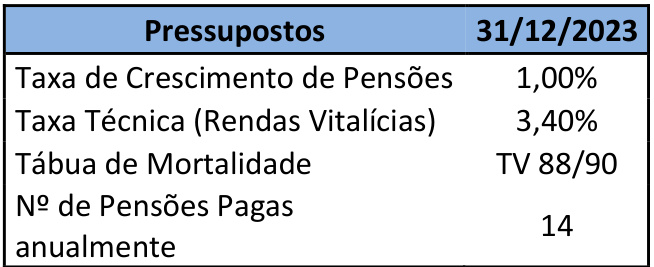 Pressupostos 31/12/2023
Taxa de Crescimento de Pensões 1,00%
Taxa Técnica (Rendas Vitalícias) 3,40%
Tábua de Mortalidade TV 88/90
Nº de Pensões Pagas
anualmente 14